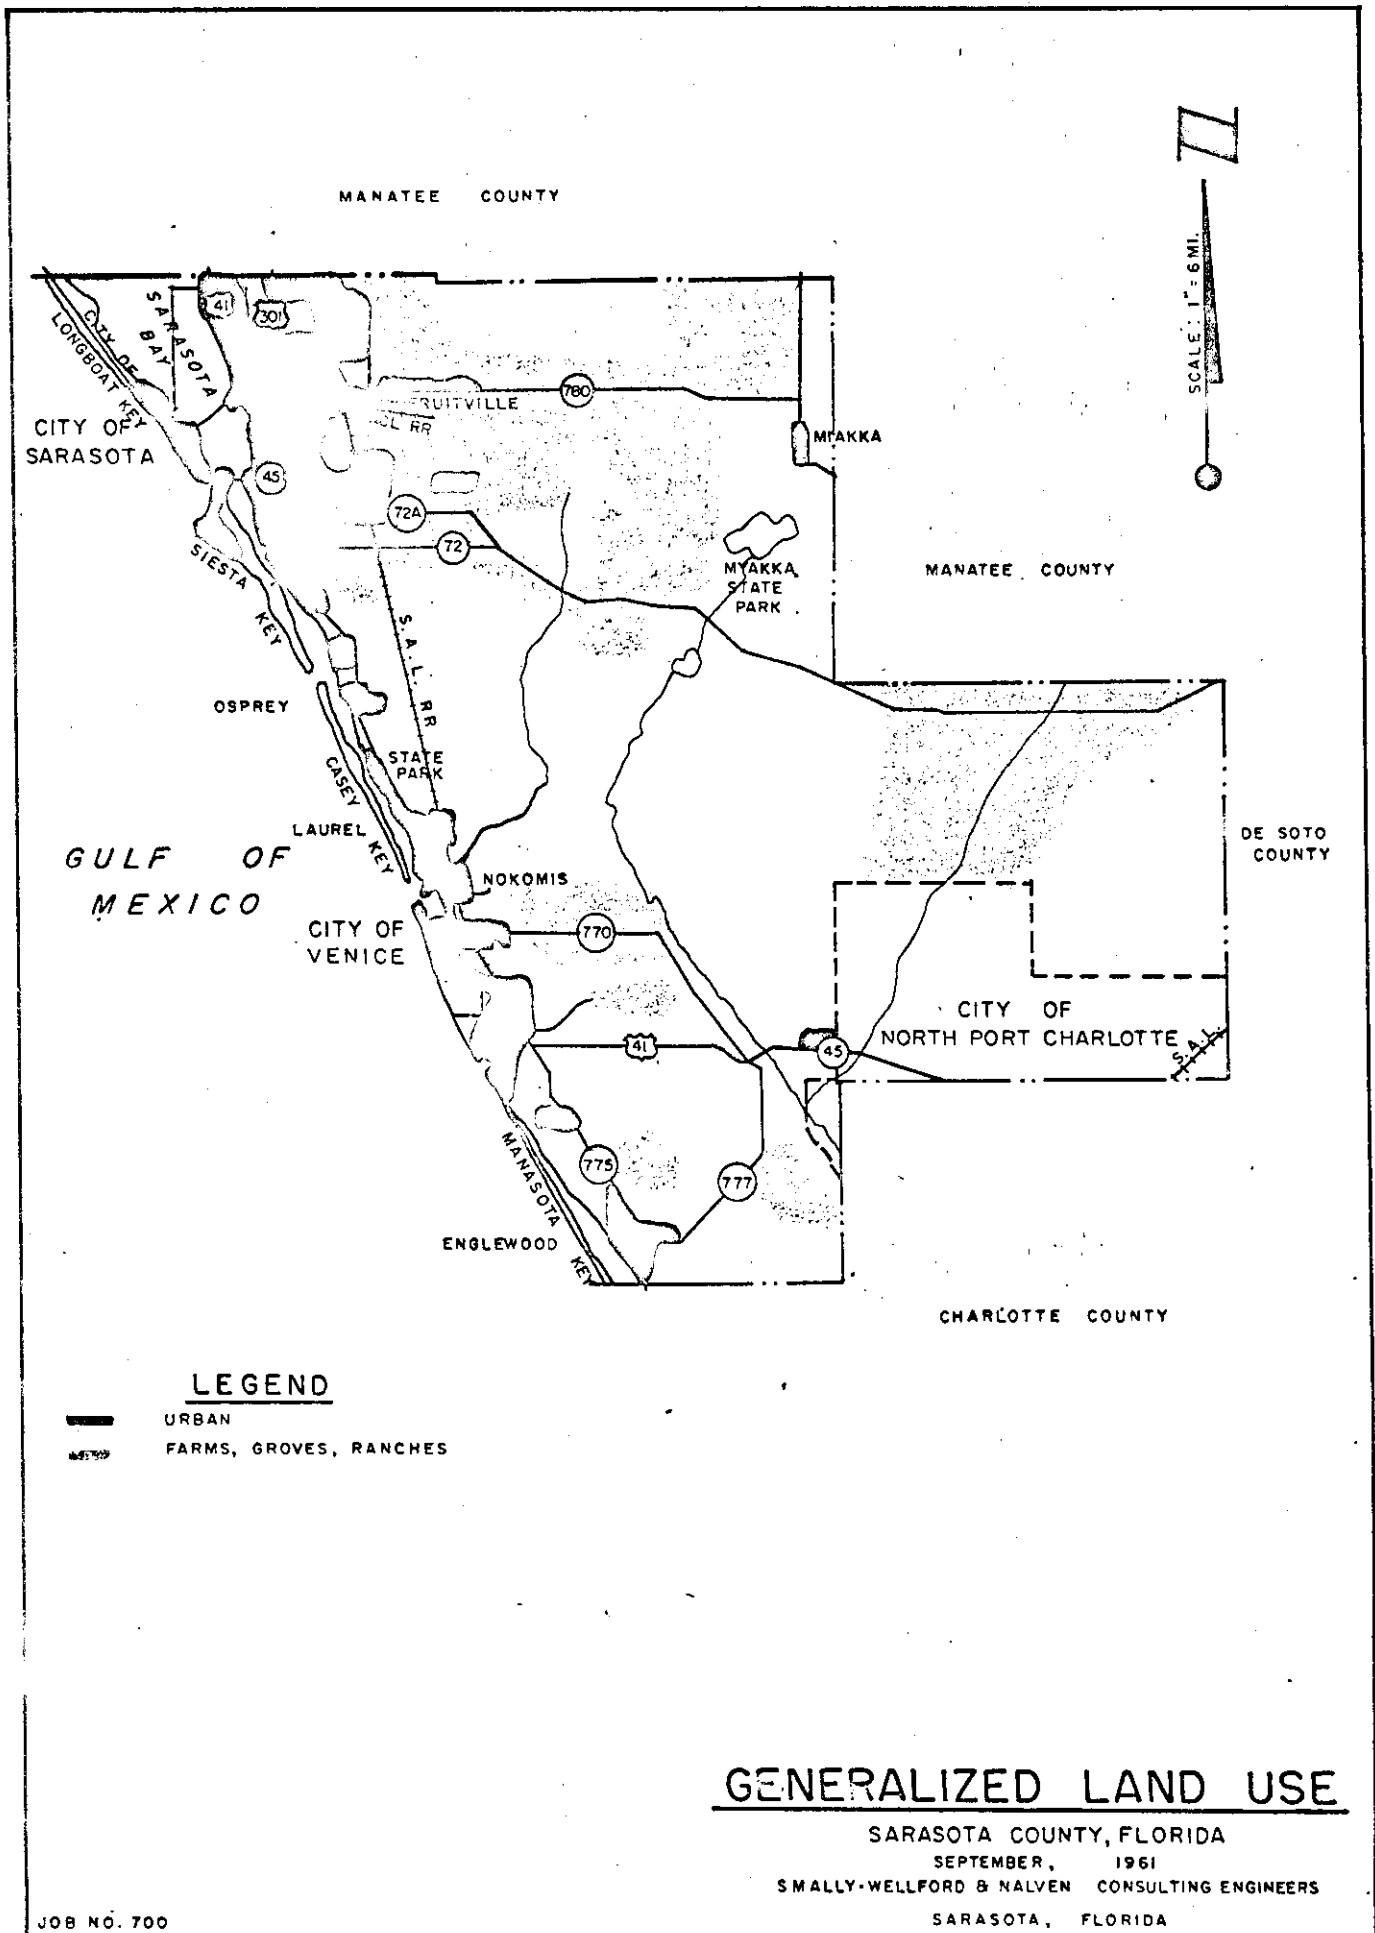 MANATEE COUNTY
SCALE: 1" = 6 MI.
SARASOTA
BAY
41
301
CITY OF
LONGBOAT KEY
780
FRUITVILLE
CL RR
MIAKKA
CITY OF
SARASOTA
45
72A
72
SIESTA
KEY
MYAKKA
STATE
PARK
MANATEE COUNTY
S.A.L. RR
OSPREY
STATE
PARK
CASEY
KEY
LAUREL
DE SOTO
COUNTY
GULF OF
MEXICO
NOKOMIS
CITY OF
VENICE
770
CITY OF
NORTH PORT CHARLOTTE
S.A.L.
41
45
MANASOTA
KEY
775
777
ENGLEWOOD
CHARLOTTE COUNTY
LEGEND
URBAN
FARMS, GROVES, RANCHES
GENERALIZED LAND USE
SARASOTA COUNTY, FLORIDA
SEPTEMBER, 1961
SMALLY-WELLFORD & NALVEN CONSULTING ENGINEERS
SARASOTA, FLORIDA
JOB NO. 700